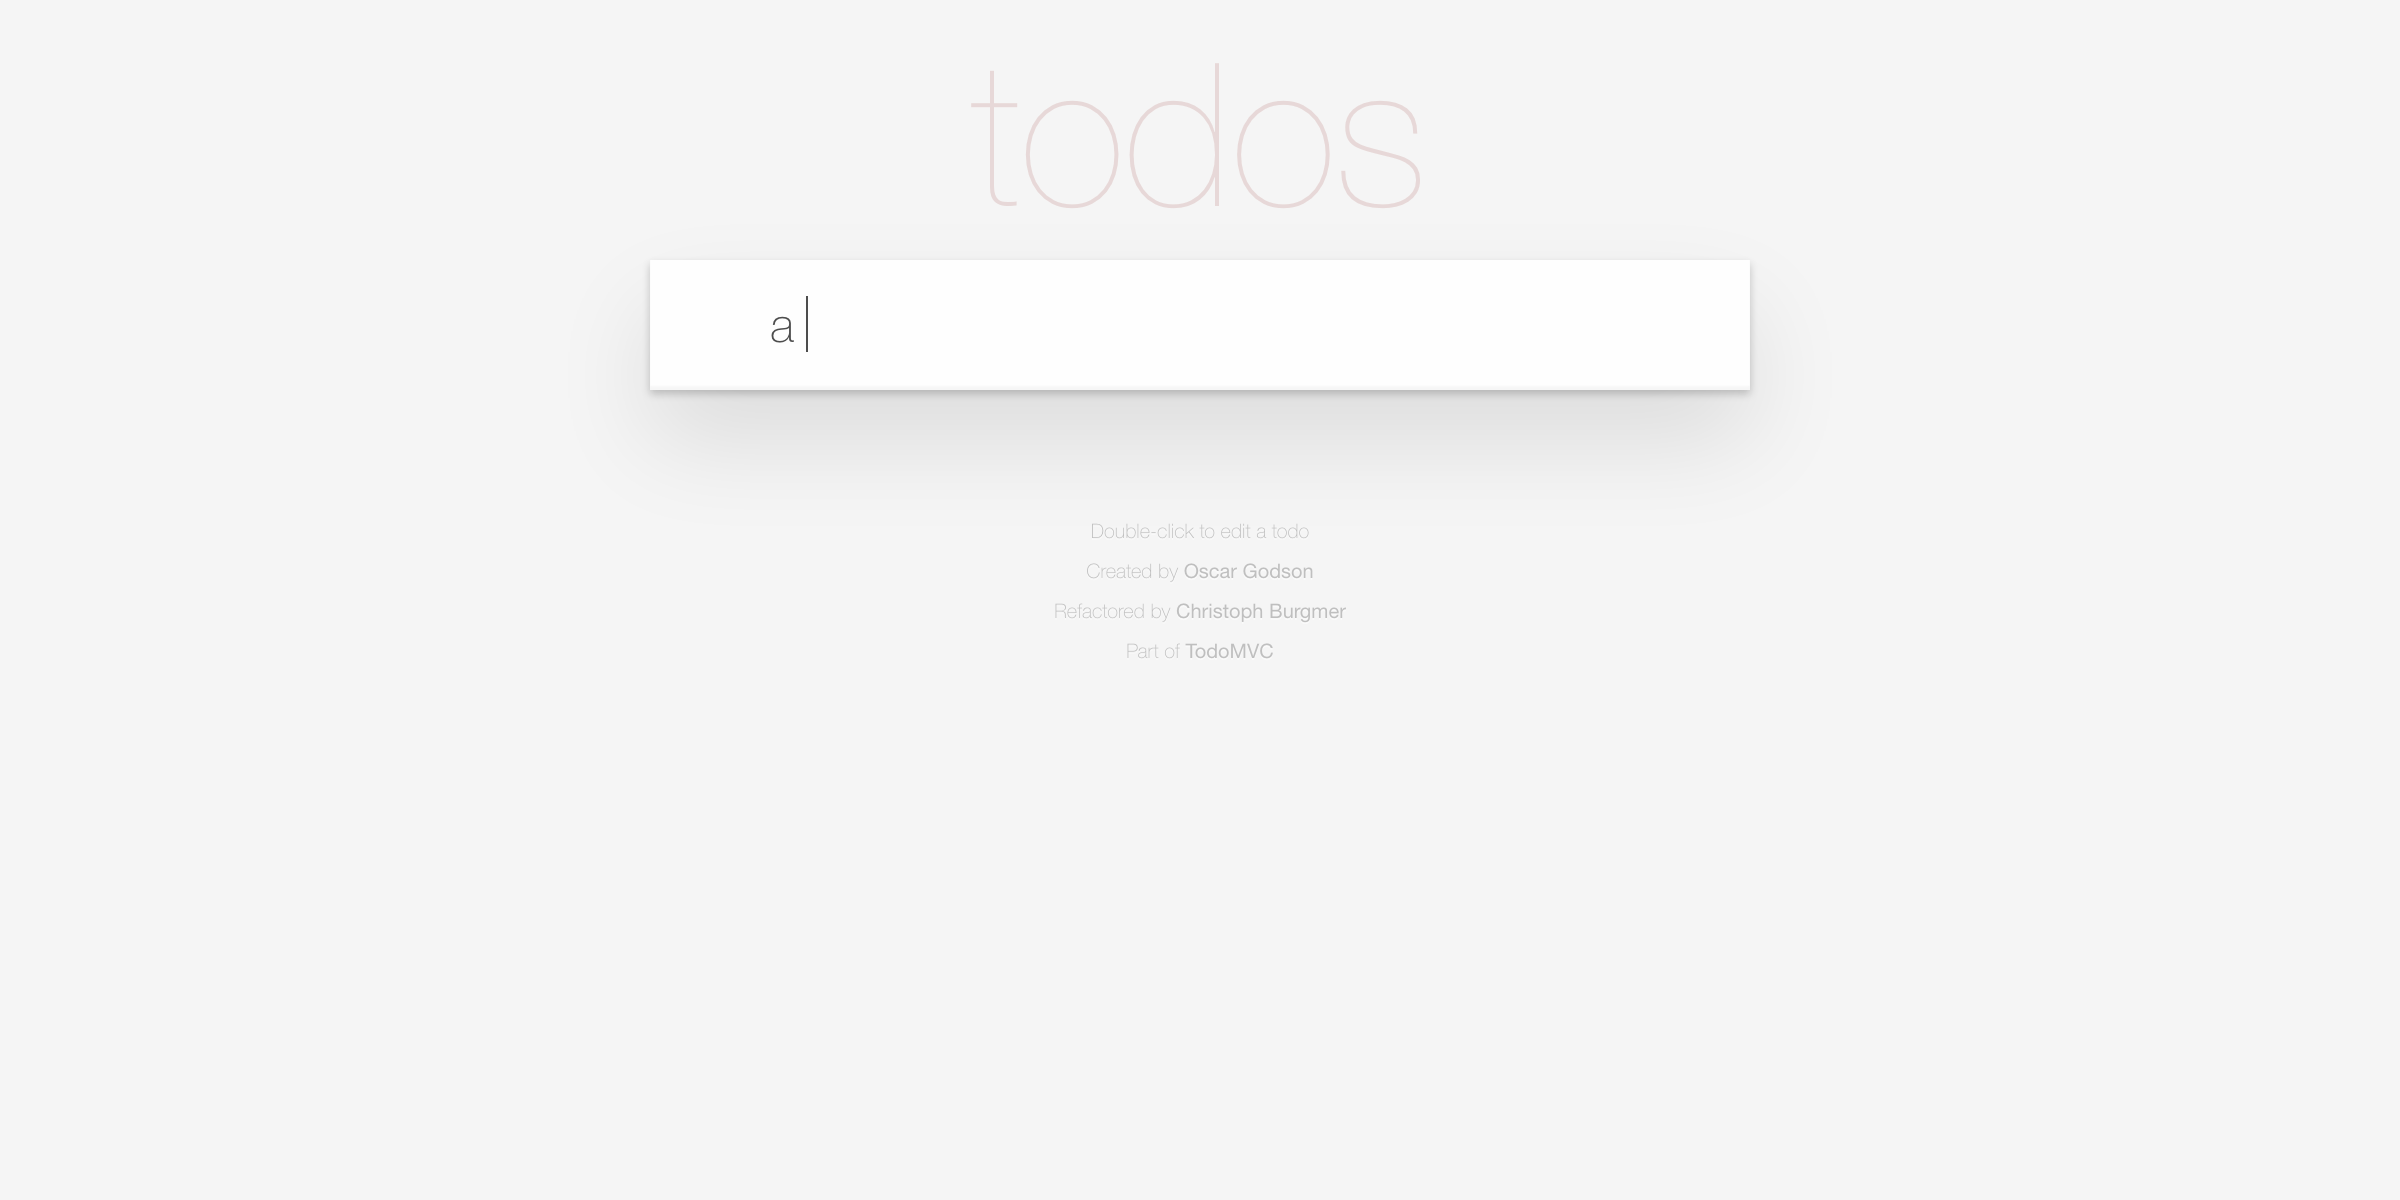 todos
a
Double-click to edit a todo
Created by Oscar Godson
Refactored by Christoph Burgmer
Part of TodoMVC